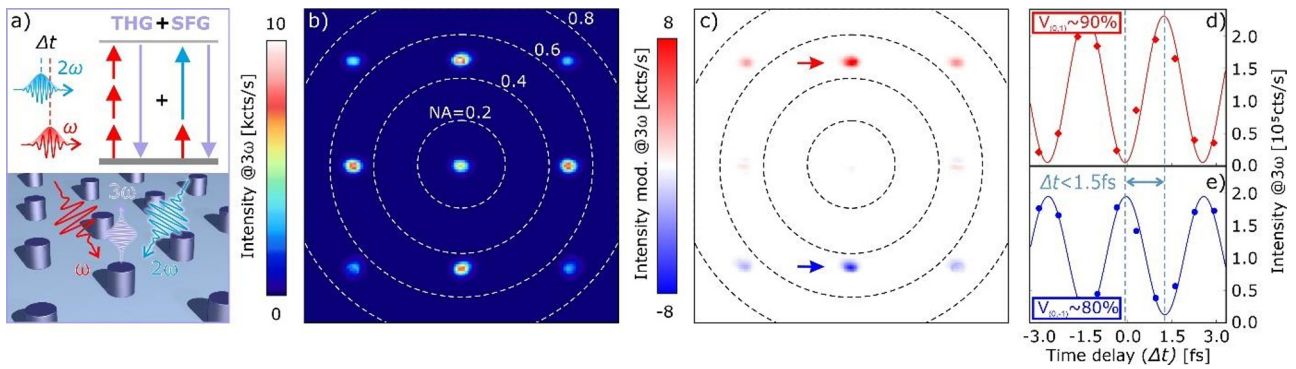 a)
THG + SFG
Δt
2ω
+
ω
3ω
ω
2ω
10
Intensity @3ω [kcts/s]
0
b)
0.8
0.6
0.4
NA=0.2
8
Intensity mod. @3ω [kcts/s]
-8
c)
d)
V(0,1)~90%
2.0
1.5
1.0
0.5
0.0
Intensity @3ω [10⁵cts/s]
e)
Δt<1.5fs
2.0
1.5
1.0
0.5
0.0
V(0,-1)~80%
-3.0 -1.5 0.0 1.5 3.0
Time delay (Δt) [fs]